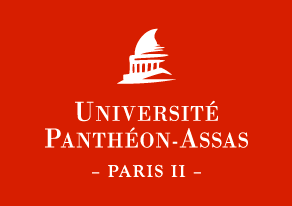 UNIVERSITÉ
PANTHÉON-ASSAS
– PARIS II –